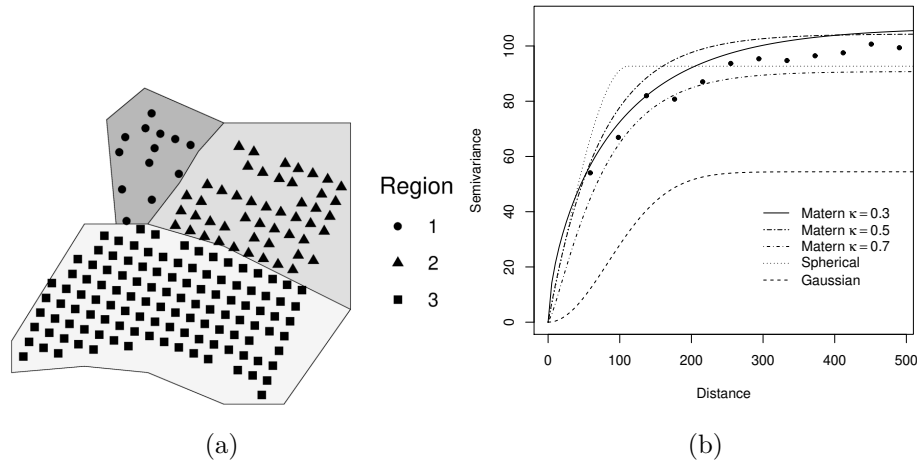 Region
1
2
3
(a)
Semivariance
0
20
40
60
80
100
Matern κ = 0.3
Matern κ = 0.5
Matern κ = 0.7
Spherical
Gaussian
0 100 200 300 400 500
Distance
(b)